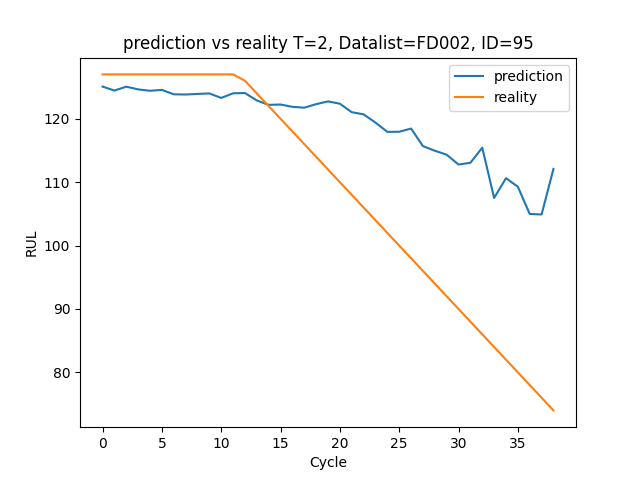 prediction vs reality T=2, Datalist=FD002, ID=95
prediction
reality
120
110
100
90
80
RUL
0 5 10 15 20 25 30 35
Cycle